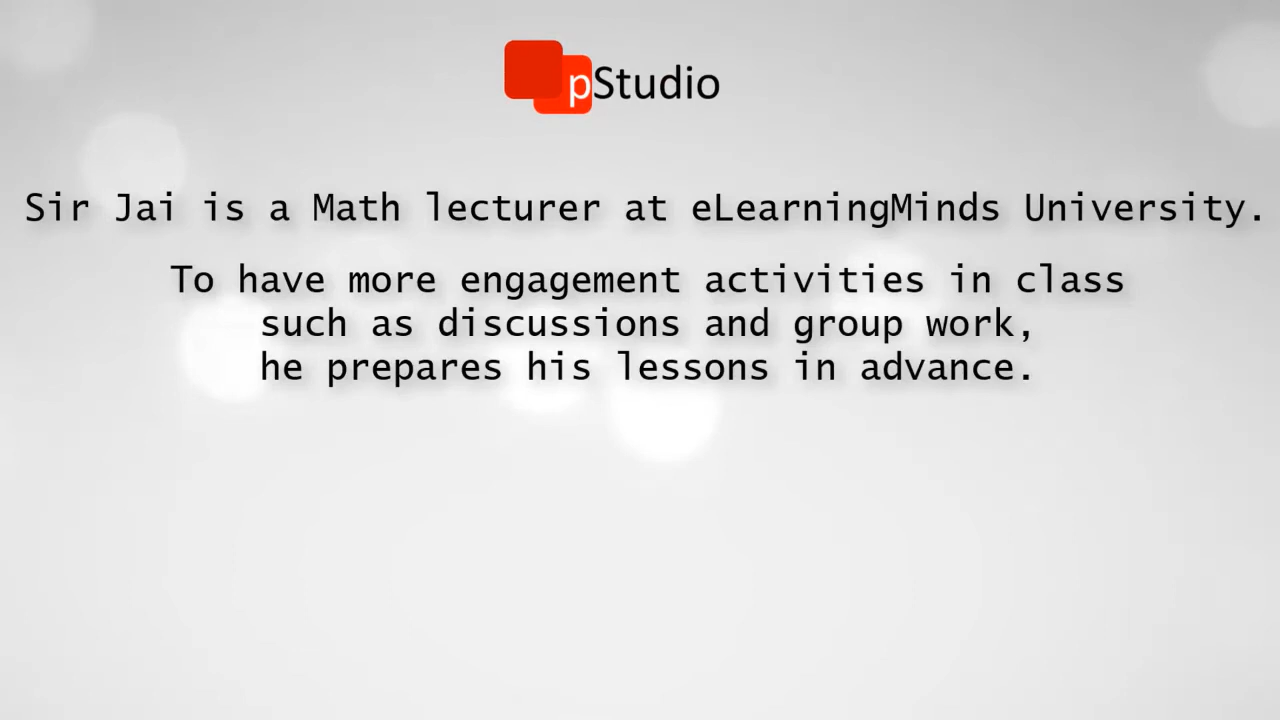 pStudio
Sir Jai is a Math lecturer at eLearningMinds University.
To have more engagement activities in class
such as discussions and group work,
he prepares his lessons in advance.